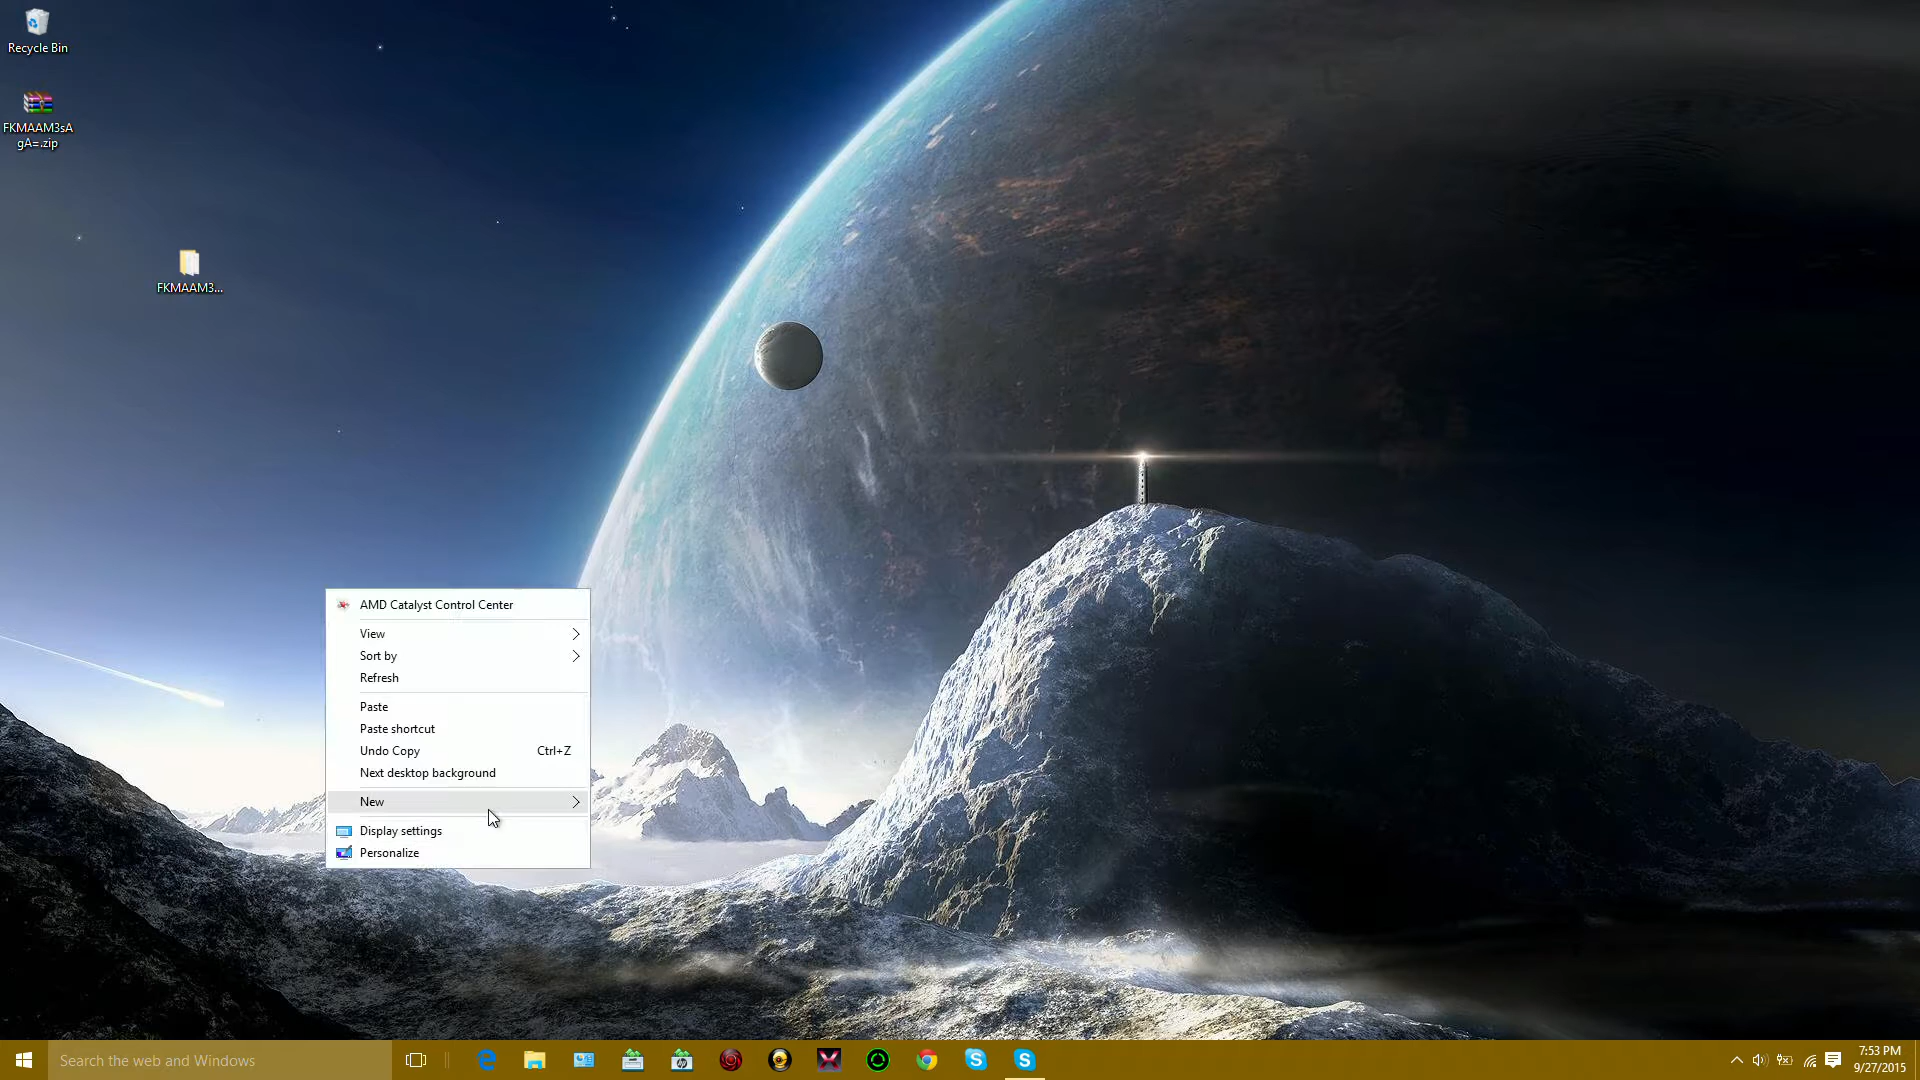 Recycle Bin
FKMAAM3sA
gA=.zip
FKMAAM3...
AMD Catalyst Control Center
View
Sort by
Refresh
Paste
Paste shortcut
Undo Copy Ctrl+Z
Next desktop background
New
Display settings
Personalize
Search the web and Windows
7:53 PM
9/27/2015